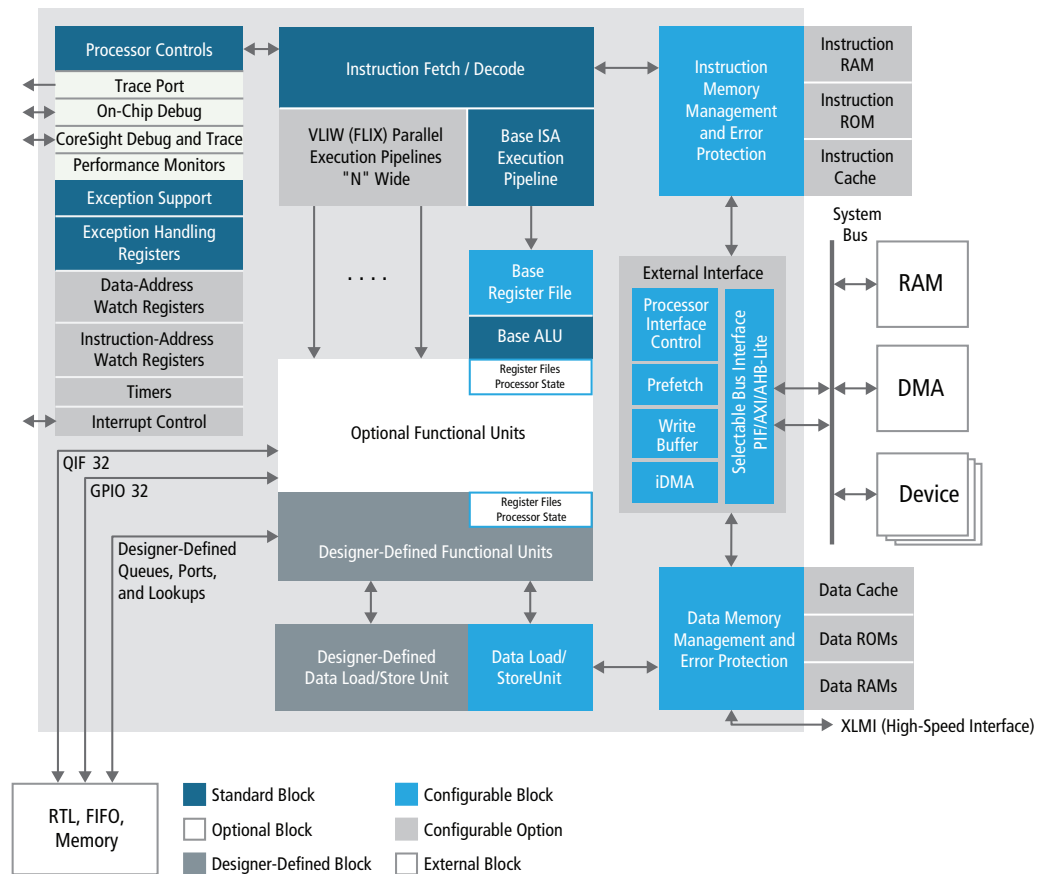 Processor Controls
Trace Port
On-Chip Debug
CoreSight Debug and Trace
Performance Monitors
Exception Support
Exception Handling
Registers
Data-Address
Watch Registers
Instruction-Address
Watch Registers
Timers
Interrupt Control
Instruction Fetch / Decode
VLIW (FLIX) Parallel
Execution Pipelines
"N" Wide
Base ISA
Execution
Pipeline
. . . .
Base
Register File
Base ALU
Register Files
Processor State
Optional Functional Units
Register Files
Processor State
Designer-Defined Functional Units
Designer-Defined
Data Load/Store Unit
Data Load/
StoreUnit
Instruction
Memory
Management
and Error
Protection
Instruction
RAM
Instruction
ROM
Instruction
Cache
External Interface
Processor
Interface
Control
Prefetch
Write
Buffer
iDMA
Selectable Bus Interface
PIF/AXI/AHB-Lite
System
Bus
RAM
DMA
Device
Data Memory
Management and
Error Protection
Data Cache
Data ROMs
Data RAMs
XLMI (High-Speed Interface)
QIF 32
GPIO 32
Designer-Defined
Queues, Ports,
and Lookups
RTL, FIFO,
Memory
Standard Block
Optional Block
Designer-Defined Block
Configurable Block
Configurable Option
External Block